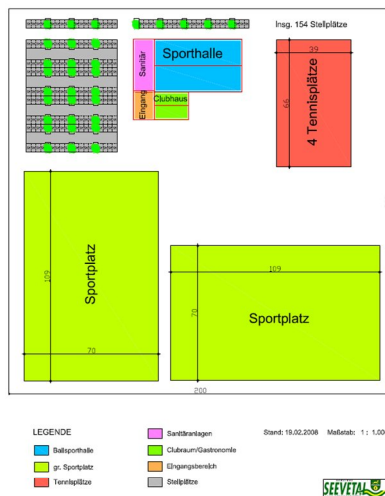 Insg. 154 Stellplätze
Sanitär
Sporthalle
Eingang
Clubhaus
39
66
4 Tennisplätze
109
Sportplatz
70
109
70
Sportplatz
200
LEGENDE
Ballsporthalle
gr. Sportplatz
Tennisplätze
Sanitäranlagen
Clubraum/Gastronomie
Eingangsbereich
Stellplätze
Stand: 19.02.2008 Maßstab: 1 : 1.00
SEEVETAL